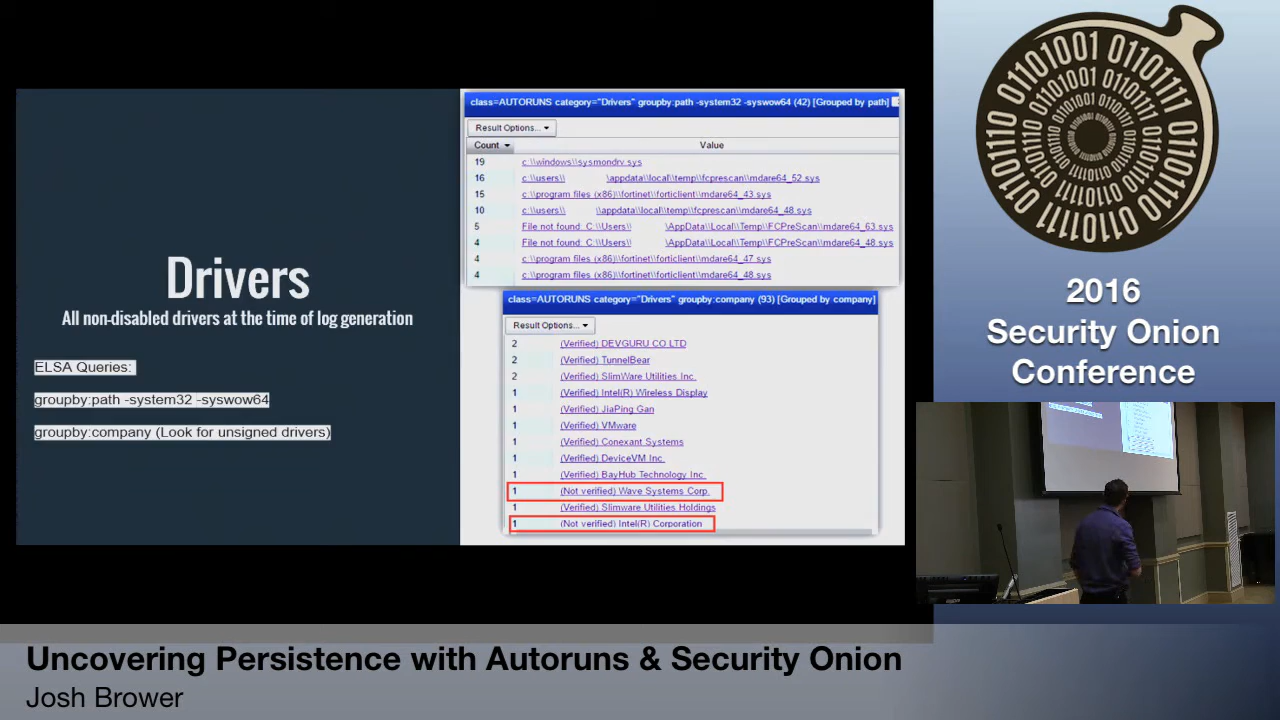 Drivers
All non-disabled drivers at the time of log generation
ELSA Queries:
groupby:path -system32 -syswow64
groupby:company (Look for unsigned drivers)
class=AUTORUNS category="Drivers" groupby:path -system32 -syswow64 (42) [Grouped by path]
Result Options...
Count Value
19 c:\\windows\\sysmondrv.sys
16 c:\\users\\ \appdata\\local\\temp\\fcprescan\\mdare64_52.sys
15 c:\\program files (x86)\\fortinet\\forticlient\\mdare64_43.sys
10 c:\\users\\ \\appdata\\local\\temp\\fcprescan\\mdare64_48.sys
5 File not found: C:\\Users\\ \AppData\\Local\\Temp\\FCPreScan\\mdare64_63.sys
4 File not found: C:\\Users\\ \AppData\\Local\\Temp\\FCPreScan\\mdare64_48.sys
4 c:\\program files (x86)\\fortinet\\forticlient\\mdare64_47.sys
4 c:\\program files (x86)\\fortinet\\forticlient\\mdare64_48.sys
class=AUTORUNS category="Drivers" groupby:company (93) [Grouped by company]
Result Options...
2 (Verified) DEVGURU CO LTD
2 (Verified) TunnelBear
2 (Verified) SlimWare Utilities Inc.
1 (Verified) Intel(R) Wireless Display
1 (Verified) JiaPing Gan
1 (Verified) VMware
1 (Verified) Conexant Systems
1 (Verified) DeviceVM Inc.
1 (Verified) BayHub Technology Inc.
1 (Not verified) Wave Systems Corp.
1 (Verified) Slimware Utilities Holdings
1 (Not verified) Intel(R) Corporation
2016
Security Onion
Conference
Uncovering Persistence with Autoruns & Security Onion
Josh Brower